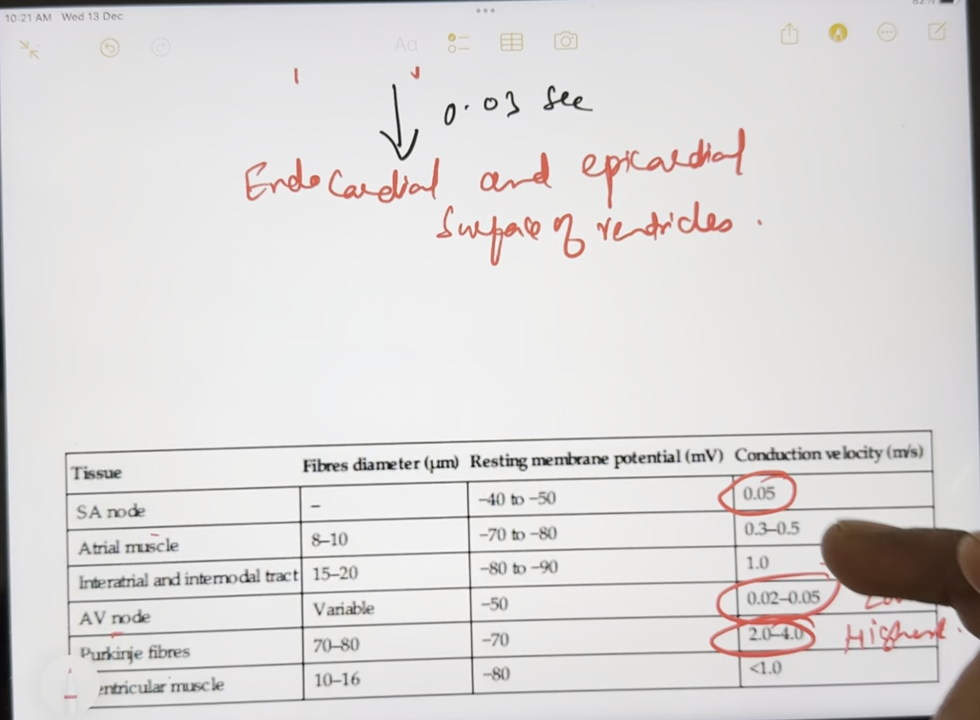 10:21 AM Wed 13 Dec
82%
Aa
0.03 See
Endocardial and epicardial
Surface of ventricles.
Tissue Fibres diameter (μm) Resting membrane potential (mV) Conduction velocity (m/s)
SA node – –40 to –50 0.05
Atrial muscle 8–10 –70 to –80 0.3–0.5
Interatrial and internodal tract 15–20 –80 to –90 1.0
AV node Variable –50 0.02–0.05
Purkinje fibres 70–80 –70 2.0–4.0 Highest.
entricular muscle 10–16 –80 <1.0